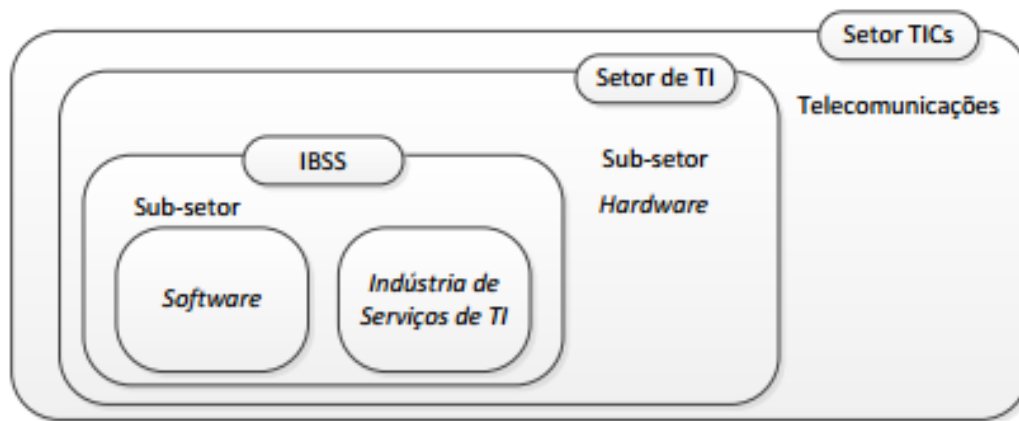 Setor TICs
Setor de TI
Telecomunicações
IBSS
Sub-setor
Hardware
Sub-setor
Software
Indústria de
Serviços de TI